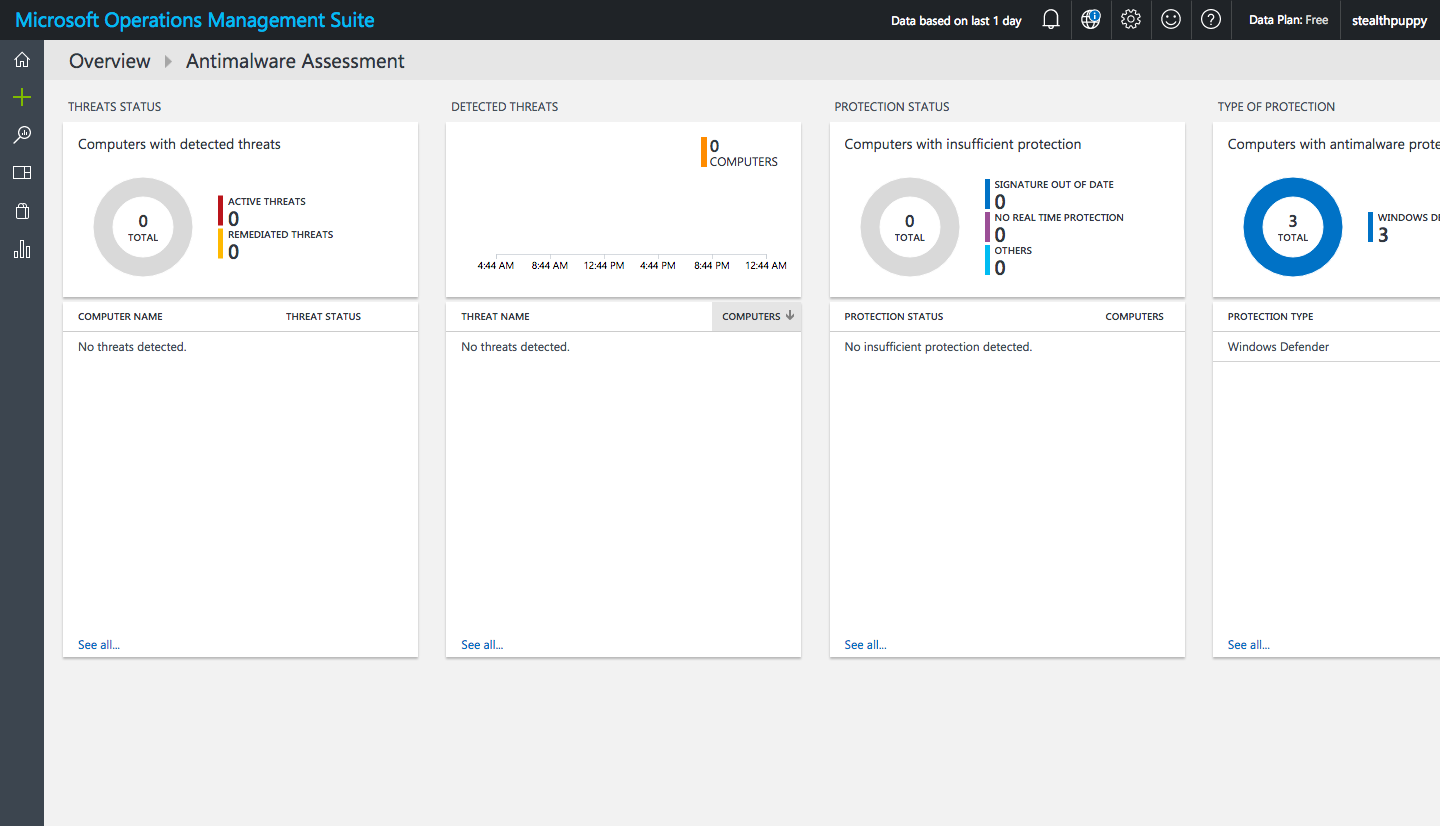 Microsoft Operations Management Suite
Data based on last 1 day
Data Plan: Free
stealthpuppy
Overview
Antimalware Assessment
THREATS STATUS
Computers with detected threats
0
TOTAL
ACTIVE THREATS
0
REMEDIATED THREATS
0
COMPUTER NAME THREAT STATUS
No threats detected.
See all...
DETECTED THREATS
0
COMPUTERS
4:44 AM 8:44 AM 12:44 PM 4:44 PM 8:44 PM 12:44 AM
THREAT NAME COMPUTERS
No threats detected.
See all...
PROTECTION STATUS
Computers with insufficient protection
0
TOTAL
SIGNATURE OUT OF DATE
0
NO REAL TIME PROTECTION
0
OTHERS
0
PROTECTION STATUS COMPUTERS
No insufficient protection detected.
See all...
TYPE OF PROTECTION
Computers with antimalware prote
3
TOTAL
WINDOWS DE
3
PROTECTION TYPE
Windows Defender
See all...